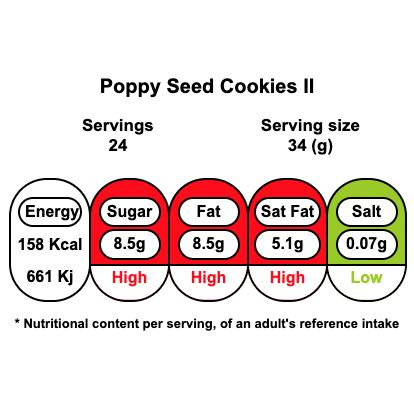 Poppy Seed Cookies II
Servings Serving size
24 34 (g)
Energy Sugar Fat Sat Fat Salt
158 Kcal 8.5g 8.5g 5.1g 0.07g
661 Kj High High High Low
* Nutritional content per serving, of an adult's reference intake